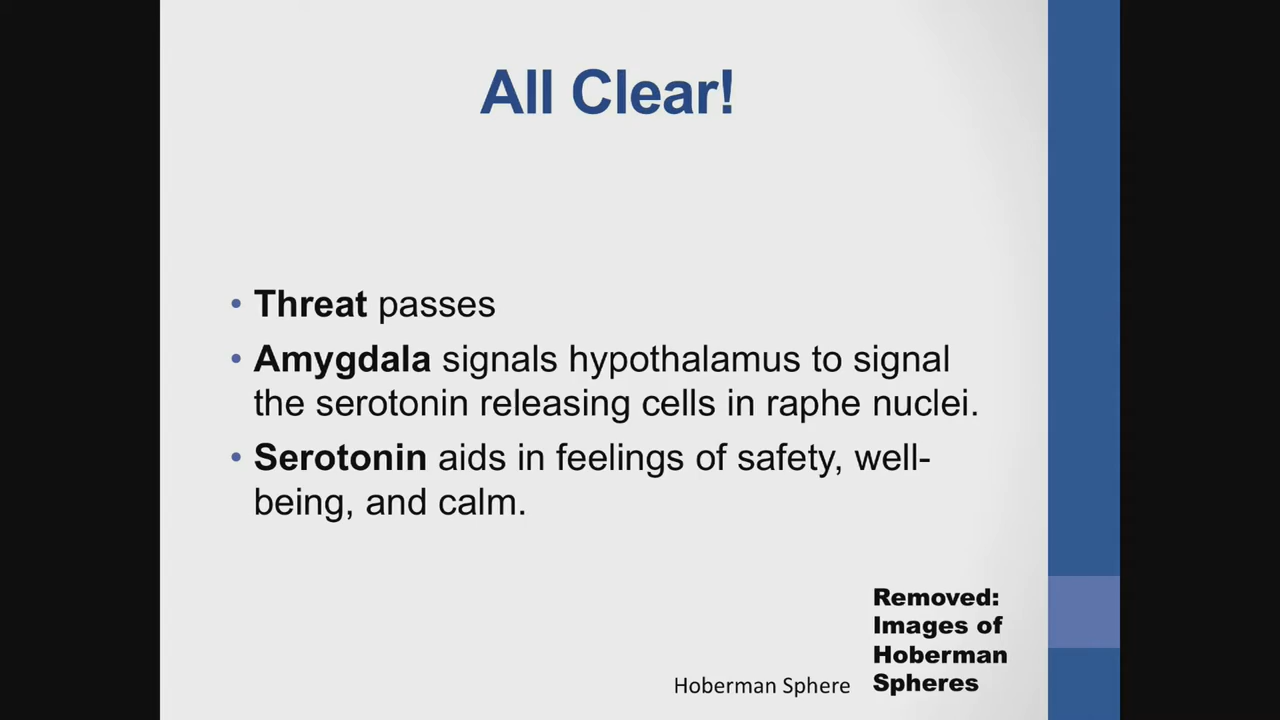 All Clear!
• Threat passes
• Amygdala signals hypothalamus to signal
the serotonin releasing cells in raphe nuclei.
• Serotonin aids in feelings of safety, well-
being, and calm.
Removed:
Images of
Hoberman
Spheres
Hoberman Sphere